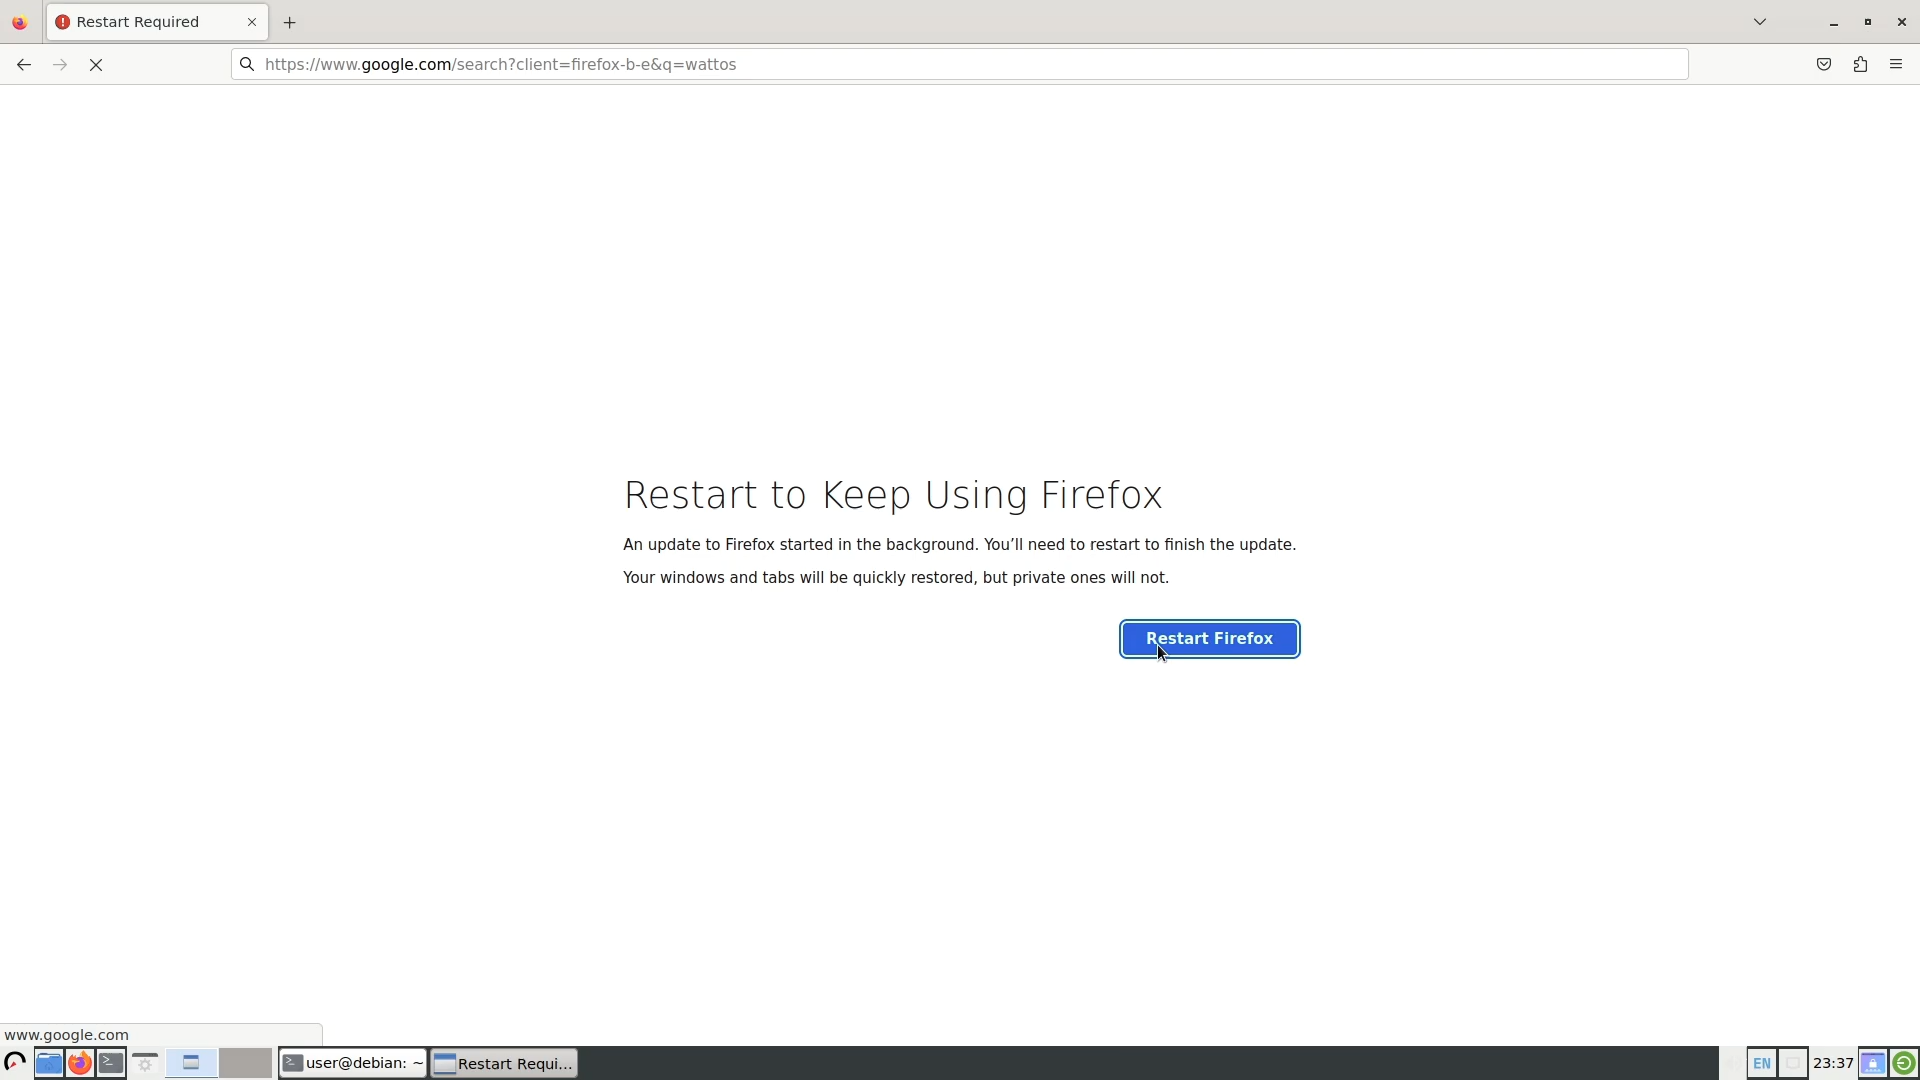 Restart Required
https://www.google.com/search?client=firefox-b-e&q=wattos
Restart to Keep Using Firefox
An update to Firefox started in the background. You’ll need to restart to finish the update.
Your windows and tabs will be quickly restored, but private ones will not.
Restart Firefox
www.google.com
user@debian: ~
Restart Requi...
EN
23:37